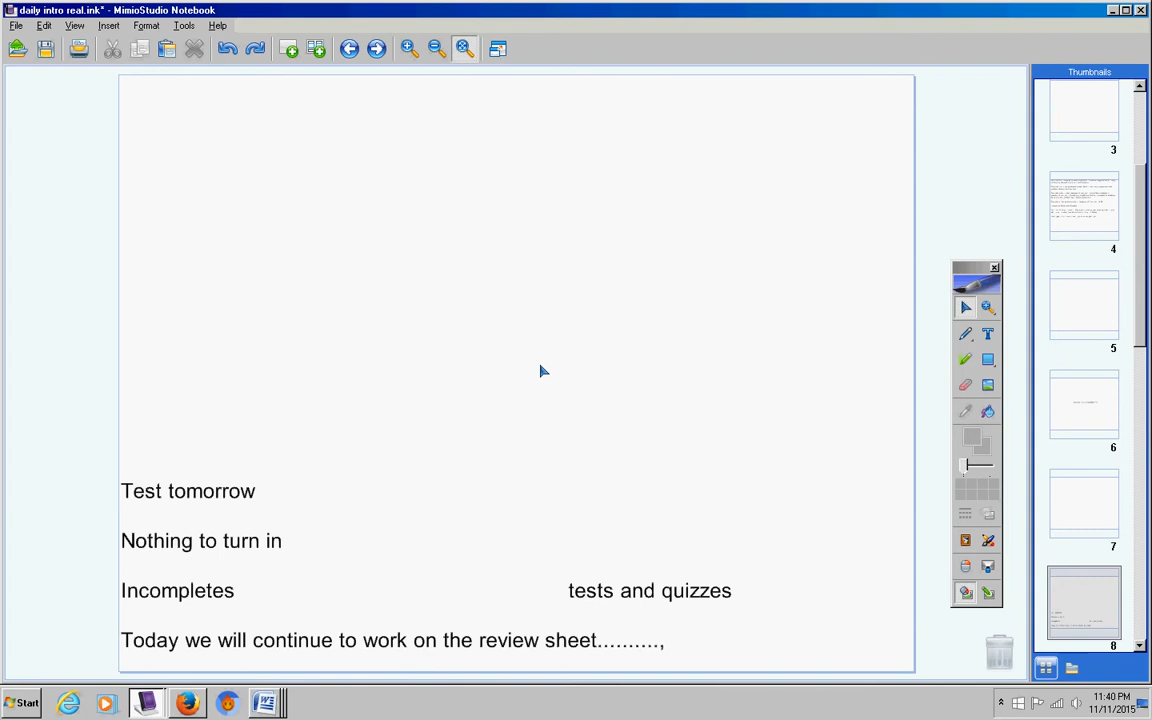 daily intro real.ink* - MimioStudio Notebook
File Edit View Insert Format Tools Help
Thumbnails
3
4
5
6
7
8
Test tomorrow
Nothing to turn in
Incompletes tests and quizzes
Today we will continue to work on the review sheet..........,
Start
11:40 PM
11/11/2015